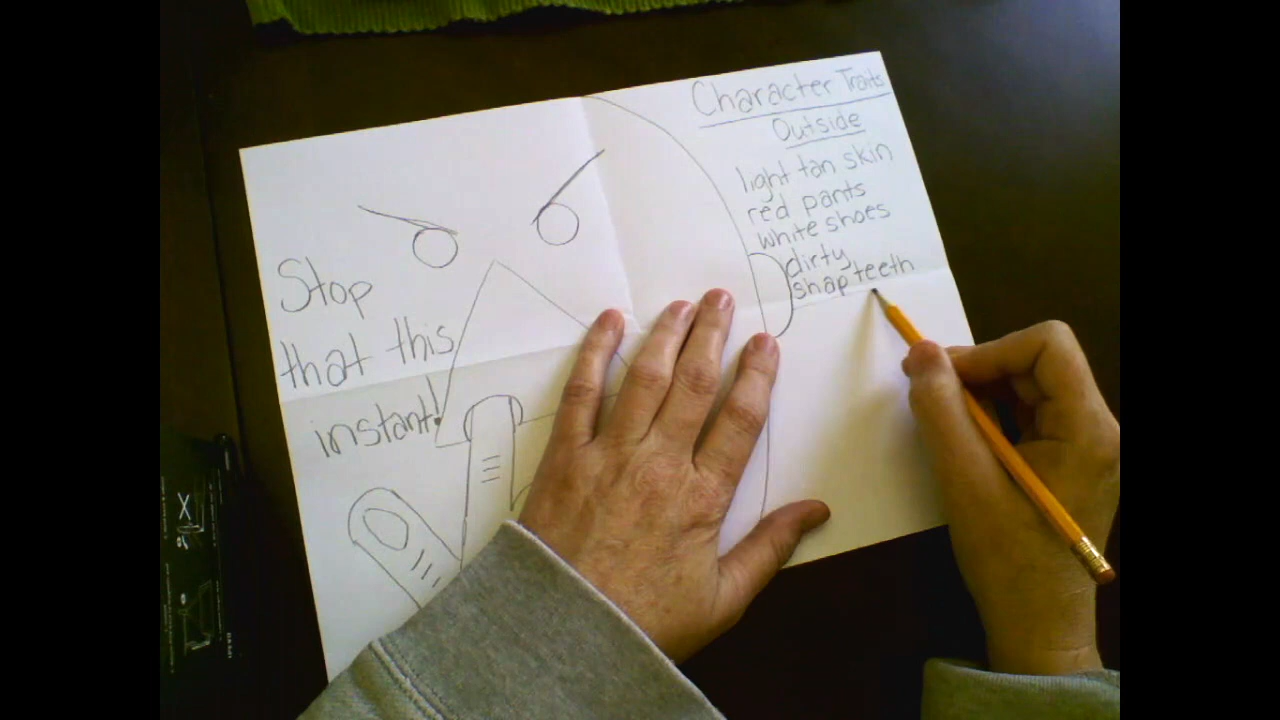 Character Traits
Outside
light tan skin
red pants
white shoes
dirty
shap teeth
Stop
that this
instant!